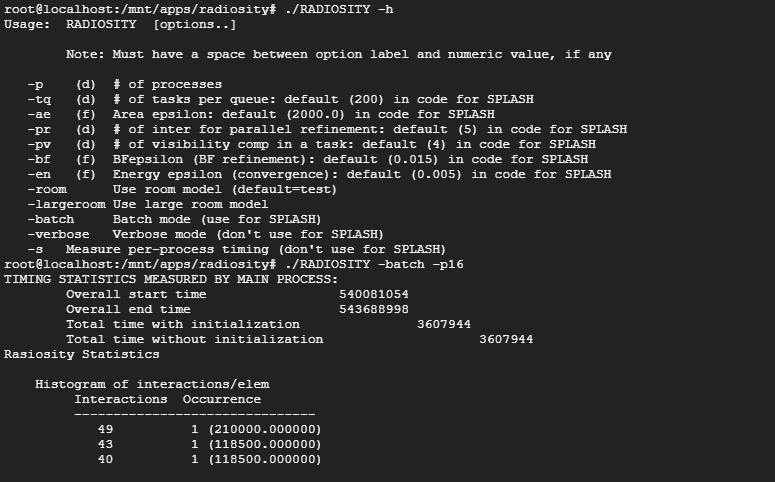 root@localhost:/mnt/apps/radiosity# ./RADIOSITY -h
Usage:  RADIOSITY  [options..]
        Note: Must have a space between option label and numeric value, if any
   -p    (d)  # of processes
   -tq   (d)  # of tasks per queue: default (200) in code for SPLASH
   -ae   (f)  Area epsilon: default (2000.0) in code for SPLASH
   -pr   (d)  # of inter for parallel refinement: default (5) in code for SPLASH
   -pv   (d)  # of visibility comp in a task: default (4) in code for SPLASH
   -bf   (f)  BFepsilon (BF refinement): default (0.015) in code for SPLASH
   -en   (f)  Energy epsilon (convergence): default (0.005) in code for SPLASH
   -room      Use room model (default=test)
   -largeroom Use large room model
   -batch     Batch mode (use for SPLASH)
   -verbose   Verbose mode (don't use for SPLASH)
   -s   Measure per-process timing (don't use for SPLASH)
root@localhost:/mnt/apps/radiosity# ./RADIOSITY -batch -p16
TIMING STATISTICS MEASURED BY MAIN PROCESS:
        Overall start time                 540081054
        Overall end time                   543688998
        Total time with initialization               3607944
        Total time without initialization                    3607944
Rasiosity Statistics
    Histogram of interactions/elem
         Interactions  Occurrence
         -------------------------------
            49          1 (210000.000000)
            43          1 (118500.000000)
            40          1 (118500.000000)